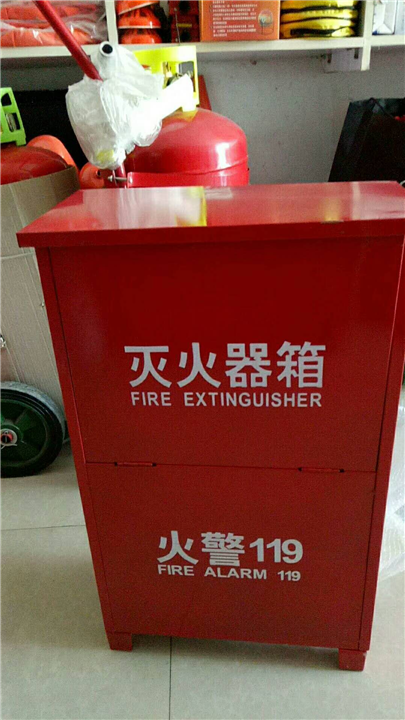 灭火器箱
FIRE EXTINGUISHER
火警119
FIRE ALARM 119